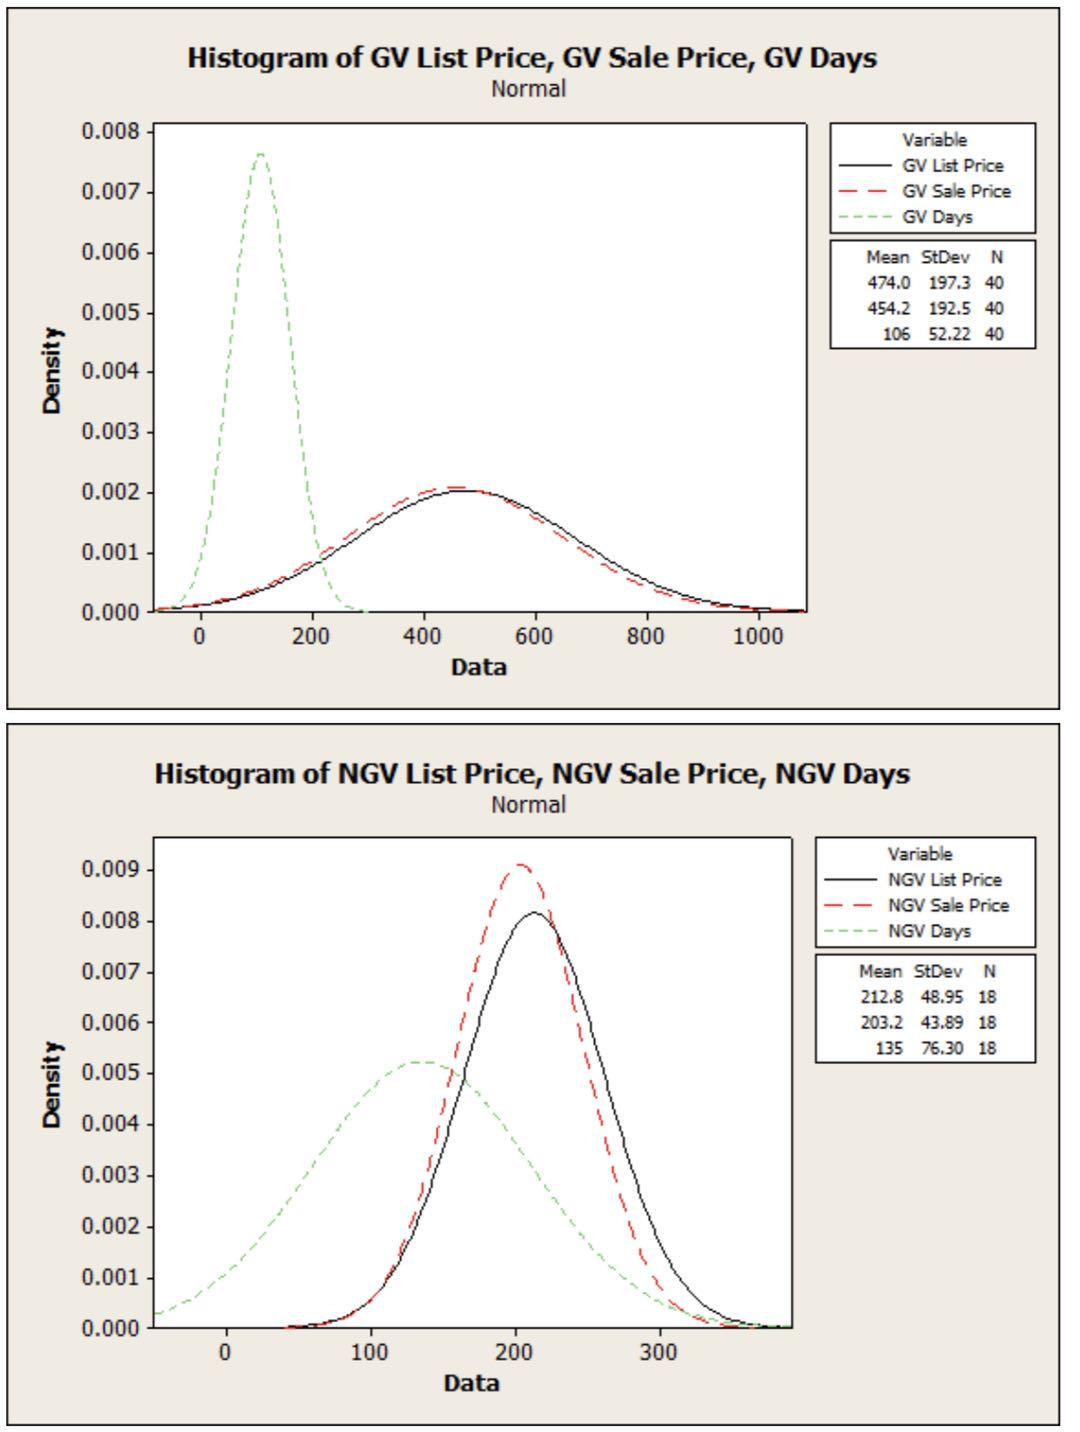 Histogram of GV List Price, GV Sale Price, GV Days
Normal
0.008
0.007
0.006
0.005
0.004
0.003
0.002
0.001
0.000
Density
0 200 400 600 800 1000
Data
Variable
GV List Price
GV Sale Price
GV Days
Mean StDev N
474.0 197.3 40
454.2 192.5 40
106 52.22 40
Histogram of NGV List Price, NGV Sale Price, NGV Days
Normal
0.009
0.008
0.007
0.006
0.005
0.004
0.003
0.002
0.001
0.000
Density
0 100 200 300
Data
Variable
NGV List Price
NGV Sale Price
NGV Days
Mean StDev N
212.8 48.95 18
203.2 43.89 18
135 76.30 18